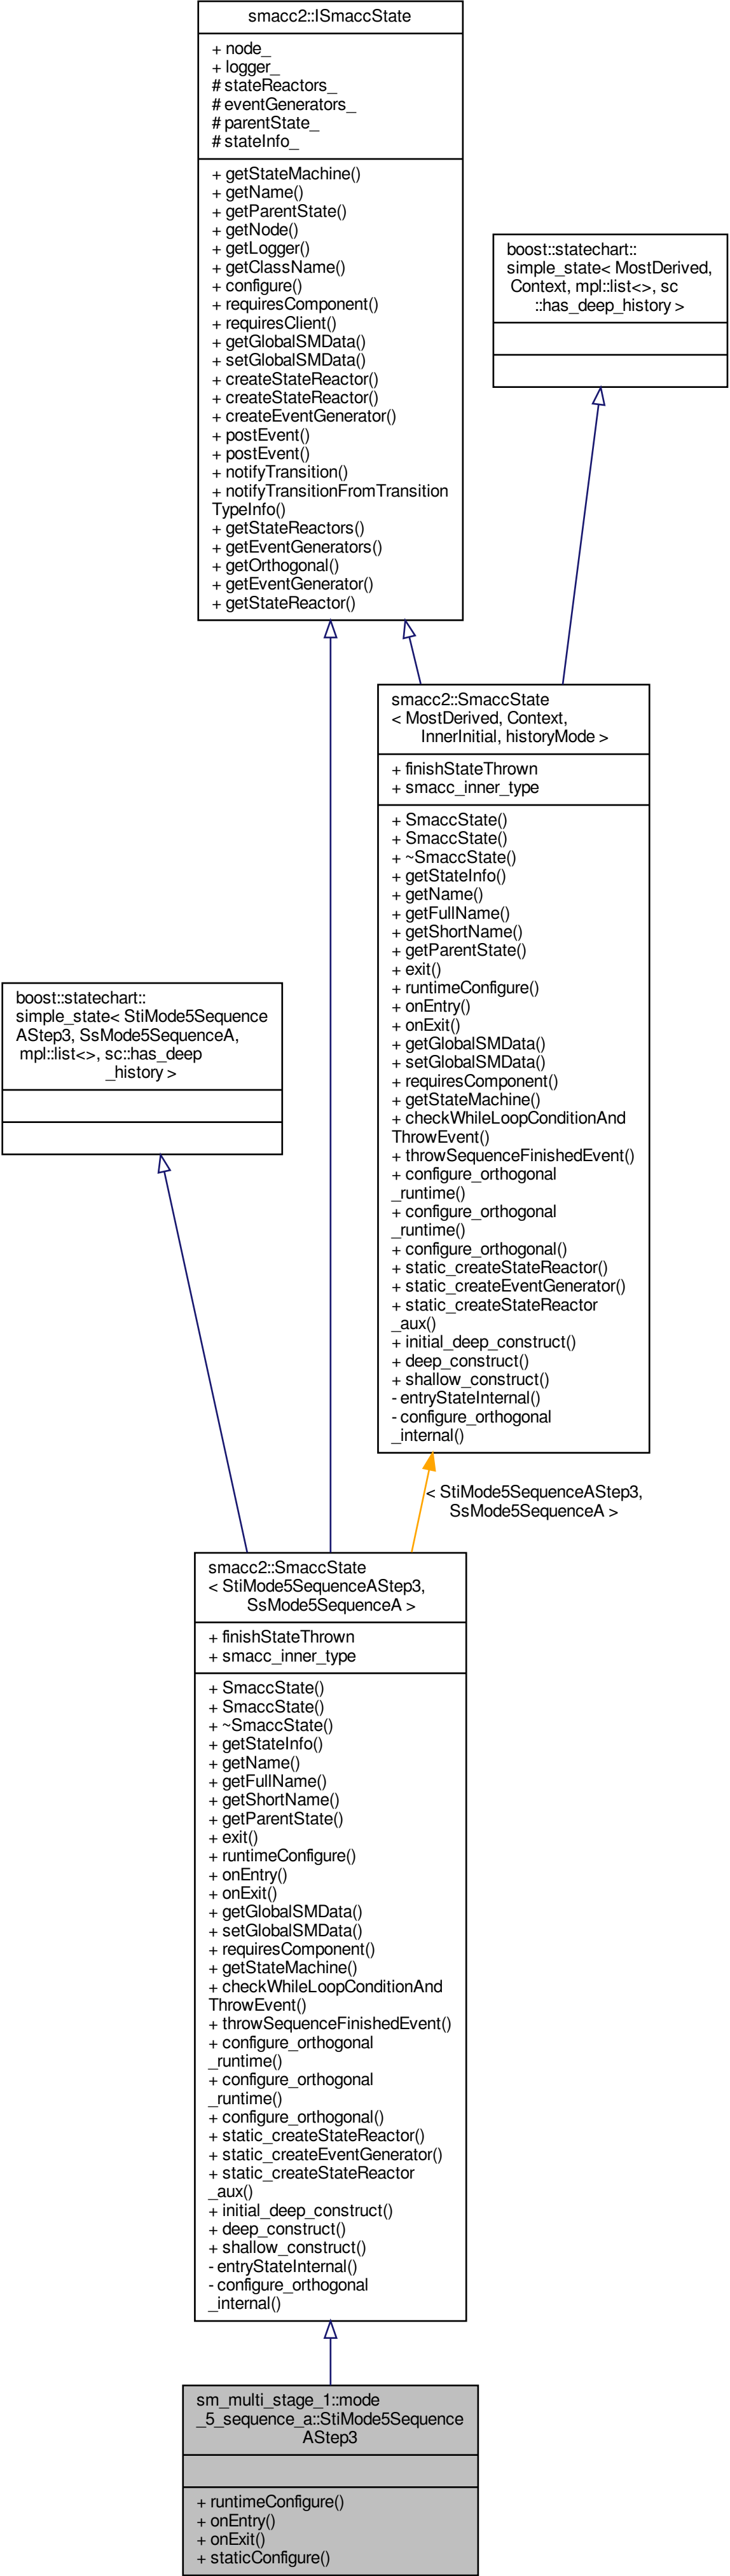 smacc2::ISmaccState
+ node_
+ logger_
# stateReactors_
# eventGenerators_
# parentState_
# stateInfo_
+ getStateMachine()
+ getName()
+ getParentState()
+ getNode()
+ getLogger()
+ getClassName()
+ configure()
+ requiresComponent()
+ requiresClient()
+ getGlobalSMData()
+ setGlobalSMData()
+ createStateReactor()
+ createStateReactor()
+ createEventGenerator()
+ postEvent()
+ postEvent()
+ notifyTransition()
+ notifyTransitionFromTransition
TypeInfo()
+ getStateReactors()
+ getEventGenerators()
+ getOrthogonal()
+ getEventGenerator()
+ getStateReactor()
boost::statechart::
simple_state< MostDerived,
Context, mpl::list<>, sc
::has_deep_history >
smacc2::SmaccState
< MostDerived, Context,
InnerInitial, historyMode >
+ finishStateThrown
+ smacc_inner_type
+ SmaccState()
+ SmaccState()
+ ~SmaccState()
+ getStateInfo()
+ getName()
+ getFullName()
+ getShortName()
+ getParentState()
+ exit()
+ runtimeConfigure()
+ onEntry()
+ onExit()
+ getGlobalSMData()
+ setGlobalSMData()
+ requiresComponent()
+ getStateMachine()
+ checkWhileLoopConditionAnd
ThrowEvent()
+ throwSequenceFinishedEvent()
+ configure_orthogonal
_runtime()
+ configure_orthogonal
_runtime()
+ configure_orthogonal()
+ static_createStateReactor()
+ static_createEventGenerator()
+ static_createStateReactor
_aux()
+ initial_deep_construct()
+ deep_construct()
+ shallow_construct()
- entryStateInternal()
- configure_orthogonal
_internal()
boost::statechart::
simple_state< StiMode5Sequence
AStep3, SsMode5SequenceA,
mpl::list<>, sc::has_deep
_history >
< StiMode5SequenceAStep3,
SsMode5SequenceA >
smacc2::SmaccState
< StiMode5SequenceAStep3,
SsMode5SequenceA >
+ finishStateThrown
+ smacc_inner_type
+ SmaccState()
+ SmaccState()
+ ~SmaccState()
+ getStateInfo()
+ getName()
+ getFullName()
+ getShortName()
+ getParentState()
+ exit()
+ runtimeConfigure()
+ onEntry()
+ onExit()
+ getGlobalSMData()
+ setGlobalSMData()
+ requiresComponent()
+ getStateMachine()
+ checkWhileLoopConditionAnd
ThrowEvent()
+ throwSequenceFinishedEvent()
+ configure_orthogonal
_runtime()
+ configure_orthogonal
_runtime()
+ configure_orthogonal()
+ static_createStateReactor()
+ static_createEventGenerator()
+ static_createStateReactor
_aux()
+ initial_deep_construct()
+ deep_construct()
+ shallow_construct()
- entryStateInternal()
- configure_orthogonal
_internal()
sm_multi_stage_1::mode
_5_sequence_a::StiMode5Sequence
AStep3
+ runtimeConfigure()
+ onEntry()
+ onExit()
+ staticConfigure()